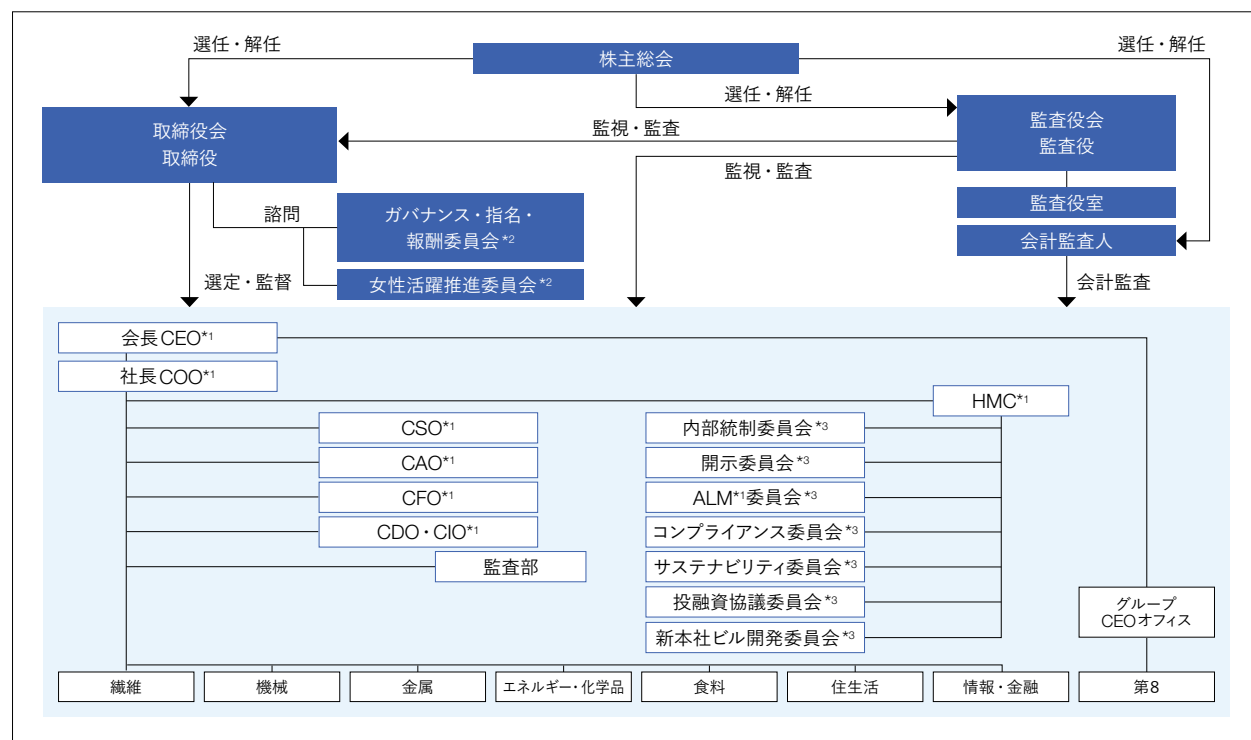 選任・解任
株主総会
選任・解任
選任・解任
取締役会
取締役
監視・監査
監査役会
監査役
監視・監査
監査役室
諮問
ガバナンス・指名・
報酬委員会*2
会計監査人
選定・監督
女性活躍推進委員会*2
会計監査
会長CEO*1
社長COO*1
HMC*1
CSO*1
内部統制委員会*3
CAO*1
開示委員会*3
CFO*1
ALM*1委員会*3
CDO・CIO*1
コンプライアンス委員会*3
監査部
サステナビリティ委員会*3
投融資協議委員会*3
グループ
CEOオフィス
新本社ビル開発委員会*3
繊維
機械
金属
エネルギー・化学品
食料
住生活
情報・金融
第8